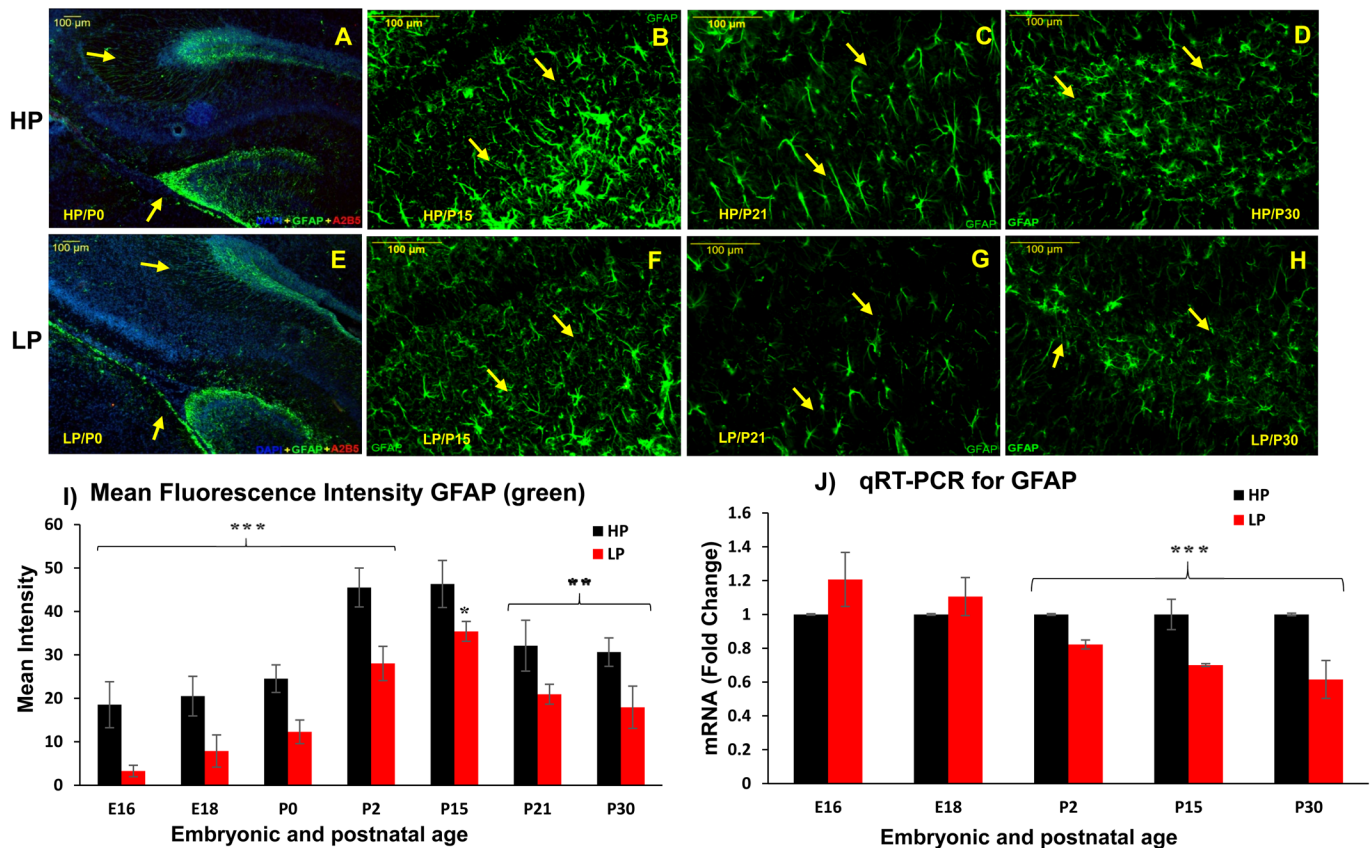 100 µm
A
DAPI+GFAP+A2B5
HP/P0
100 µm
GFAP
B
HP/P15
100 µm
C
HP/P21
GFAP
100 µm
D
GFAP
HP/P30
HP
100 µm
E
LP/P0
DAPI+GFAP+A2B5
100 µm
F
GFAP
LP/P15
100 µm
G
LP/P21
GFAP
100 µm
H
GFAP
LP/P30
LP
I) Mean Fluorescence Intensity GFAP (green)
HP
LP
60
50
40
30
20
10
0
Mean Intensity
***
*
**
E16 E18 P0 P2 P15 P21 P30
Embryonic and postnatal age
J) qRT-PCR for GFAP
HP
LP
1.6
1.4
1.2
1
0.8
0.6
0.4
0.2
0
mRNA (Fold Change)
***
E16 E18 P2 P15 P30
Embryonic and postnatal age